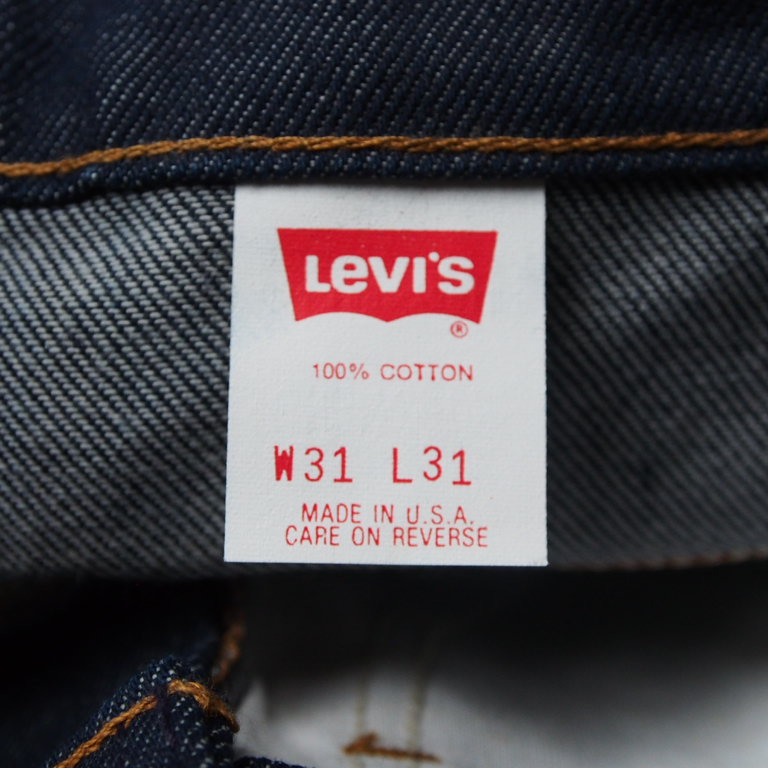 LEVI'S
®
100% COTTON
W31 L31
MADE IN U.S.A.
CARE ON REVERSE